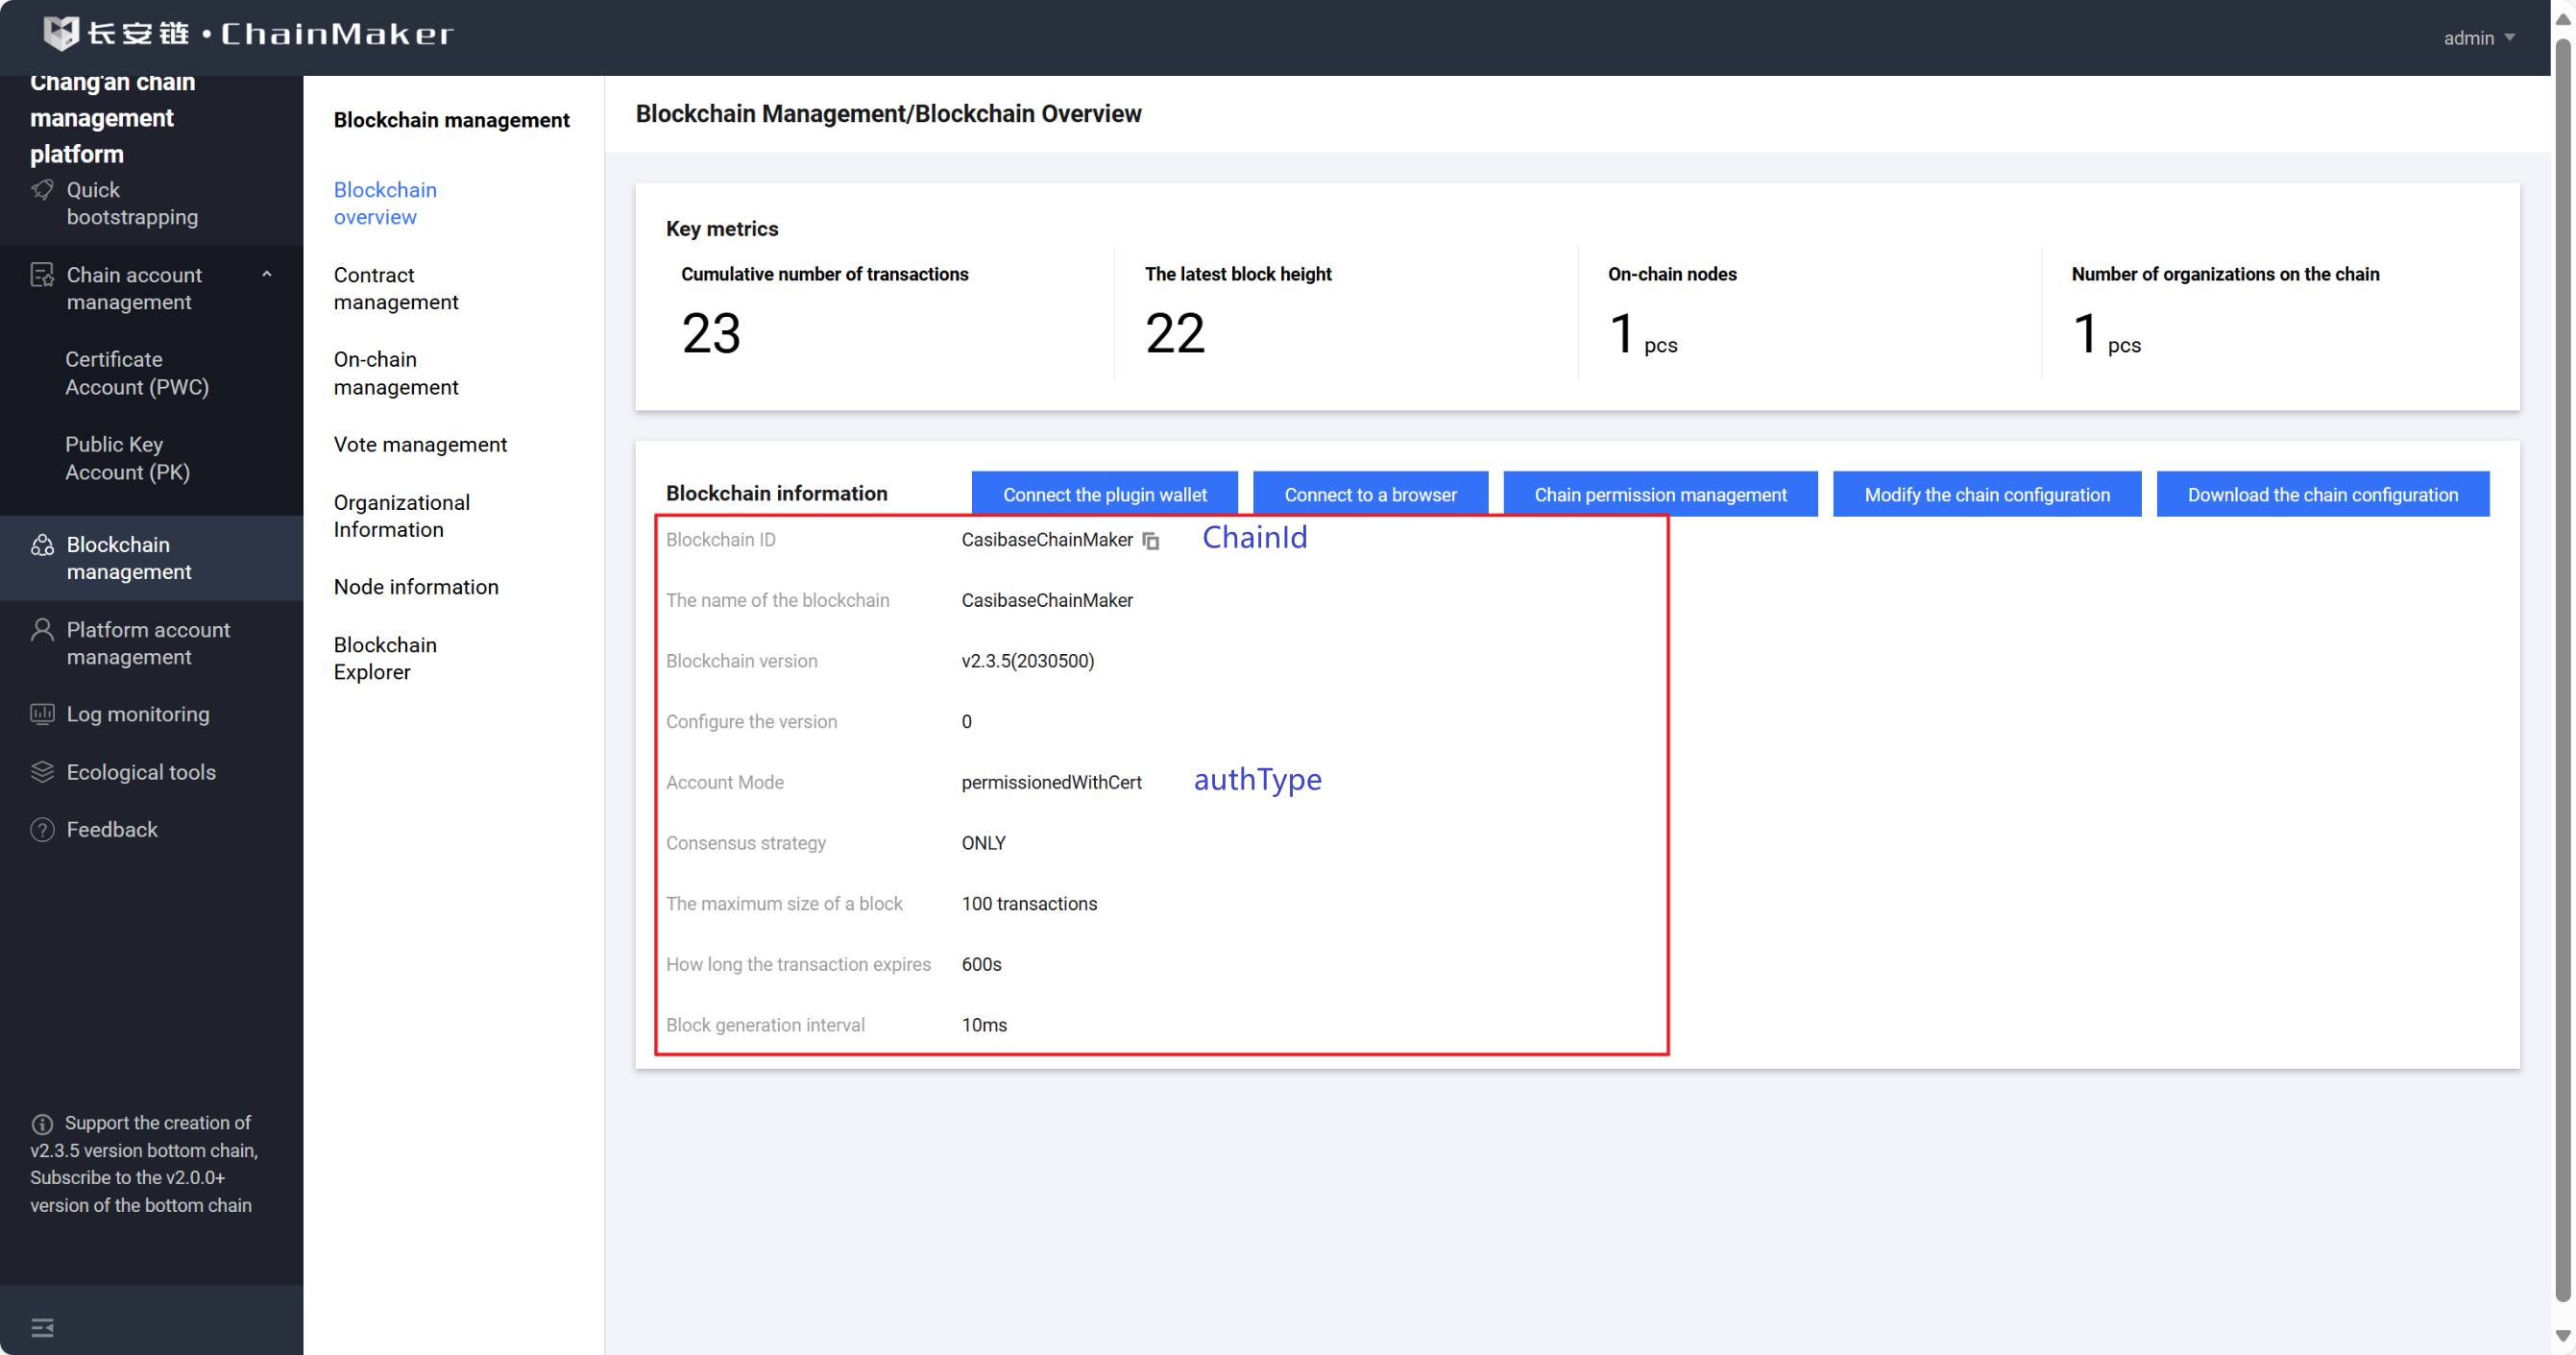 长安链·ChainMaker
admin
Chang'an chain
management
platform
Quick
bootstrapping
Chain account
management
Certificate
Account (PWC)
Public Key
Account (PK)
Blockchain
management
Platform account
management
Log monitoring
Ecological tools
Feedback
Support the creation of
v2.3.5 version bottom chain,
Subscribe to the v2.0.0+
version of the bottom chain
Blockchain management
Blockchain
overview
Contract
management
On-chain
management
Vote management
Organizational
Information
Node information
Blockchain
Explorer
Blockchain Management/Blockchain Overview
Key metrics
Cumulative number of transactions
23
The latest block height
22
On-chain nodes
1 pcs
Number of organizations on the chain
1 pcs
Blockchain information
Connect the plugin wallet
Connect to a browser
Chain permission management
Modify the chain configuration
Download the chain configuration
Blockchain ID CasibaseChainMaker ChainId
The name of the blockchain CasibaseChainMaker
Blockchain version v2.3.5(2030500)
Configure the version 0
Account Mode permissionedWithCert authType
Consensus strategy ONLY
The maximum size of a block 100 transactions
How long the transaction expires 600s
Block generation interval 10ms